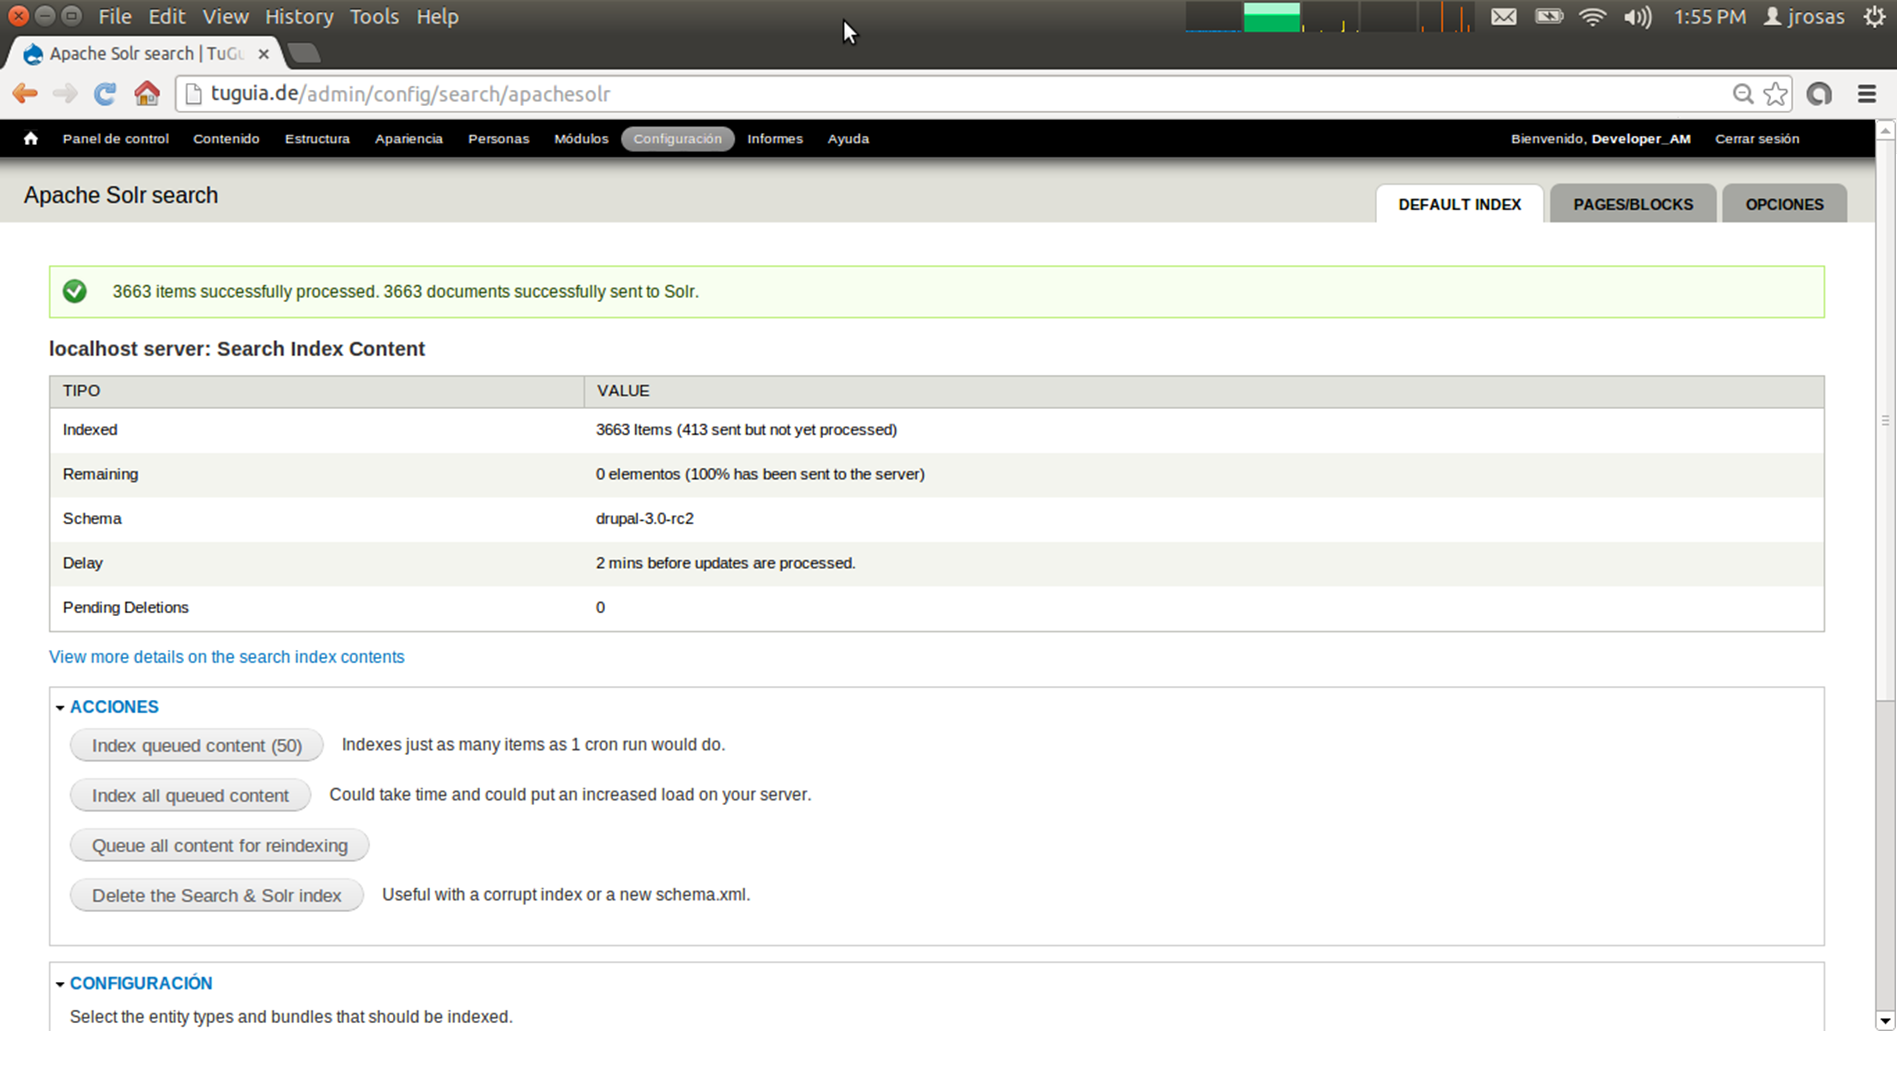 File Edit View History Tools Help 1:55 PM jrosas
Apache Solr search | TuGu
tuguia.de/admin/config/search/apachesolr
Panel de control Contenido Estructura Apariencia Personas Módulos Configuración Informes Ayuda Bienvenido, Developer_AM Cerrar sesión
Apache Solr search
DEFAULT INDEX PAGES/BLOCKS OPCIONES
3663 items successfully processed. 3663 documents successfully sent to Solr.
localhost server: Search Index Content
TIPO VALUE
Indexed 3663 Items (413 sent but not yet processed)
Remaining 0 elementos (100% has been sent to the server)
Schema drupal-3.0-rc2
Delay 2 mins before updates are processed.
Pending Deletions 0
View more details on the search index contents
ACCIONES
Index queued content (50) Indexes just as many items as 1 cron run would do.
Index all queued content Could take time and could put an increased load on your server.
Queue all content for reindexing
Delete the Search & Solr index Useful with a corrupt index or a new schema.xml.
CONFIGURACIÓN
Select the entity types and bundles that should be indexed.